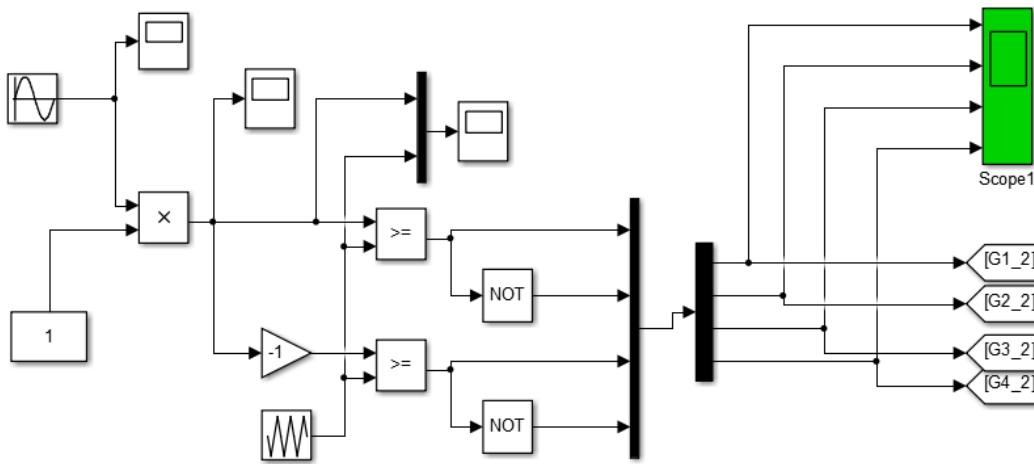 Scope1
×
>=
NOT
1
-1
>=
NOT
[G1_2]
[G2_2]
[G3_2]
[G4_2]